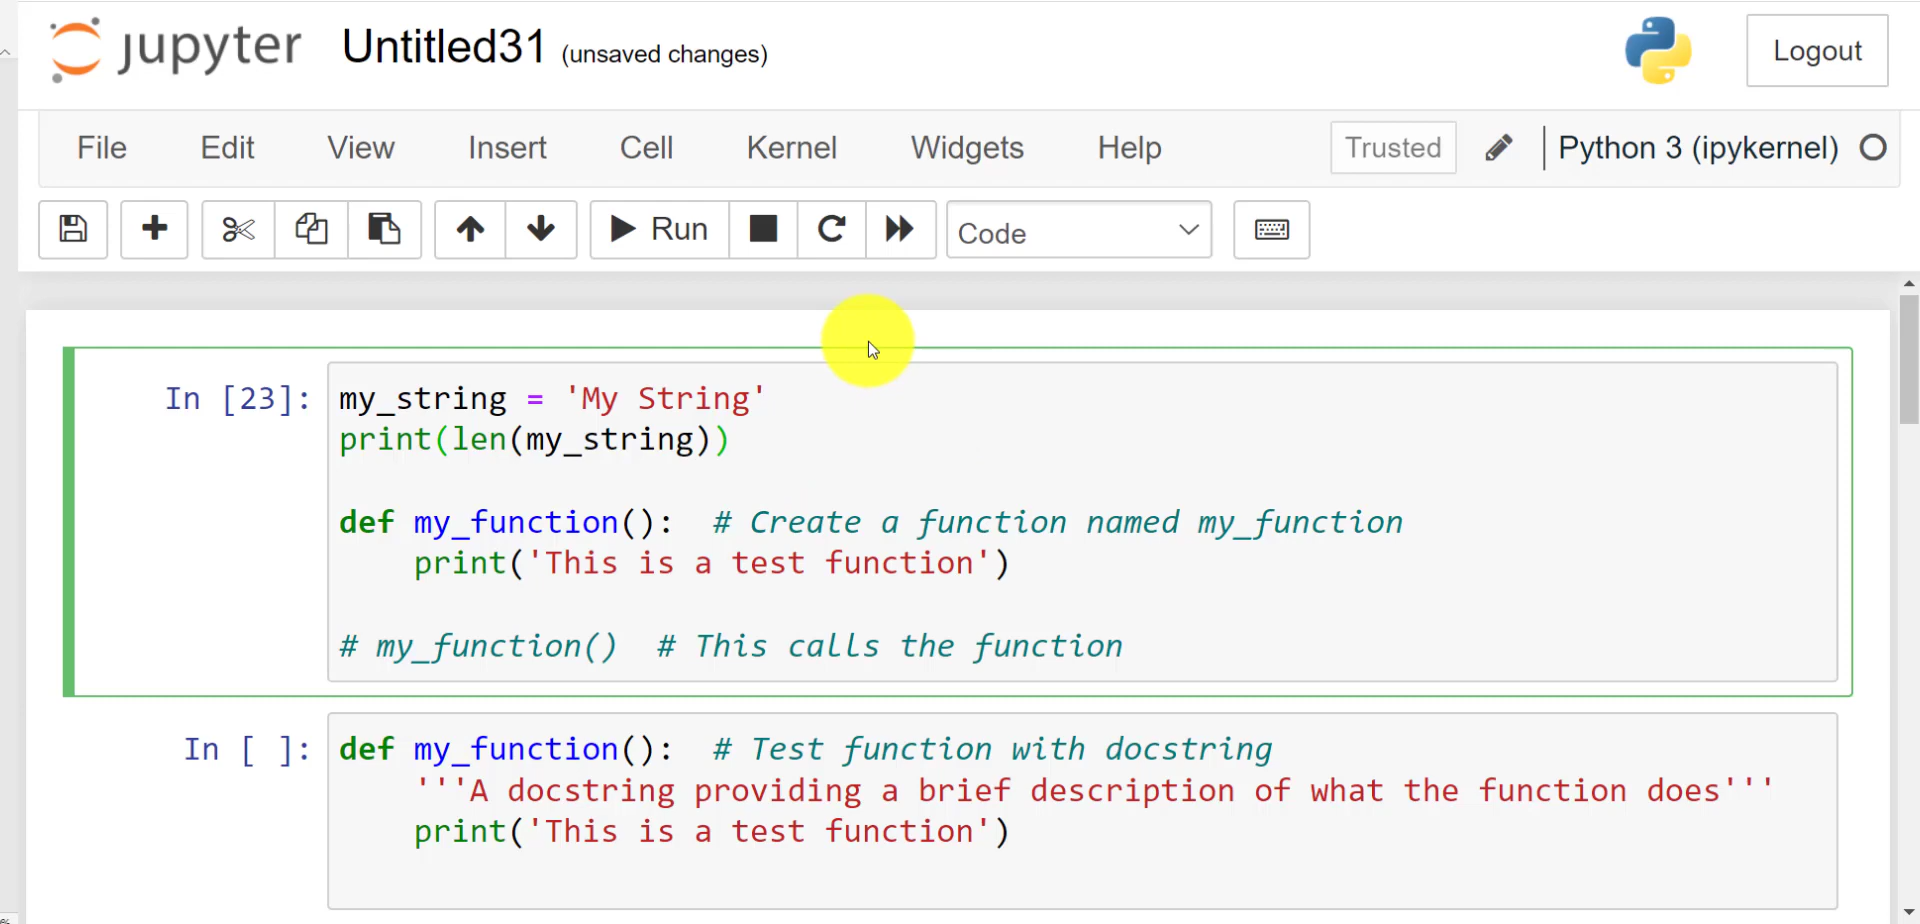 jupyter Untitled31 (unsaved changes) Logout
File Edit View Insert Cell Kernel Widgets Help Trusted Python 3 (ipykernel)
Run Code
In [23]: my_string = 'My String'
print(len(my_string))
def my_function():  # Create a function named my_function
    print('This is a test function')
# my_function()  # This calls the function
In [ ]: def my_function():  # Test function with docstring
    '''A docstring providing a brief description of what the function does'''
    print('This is a test function')